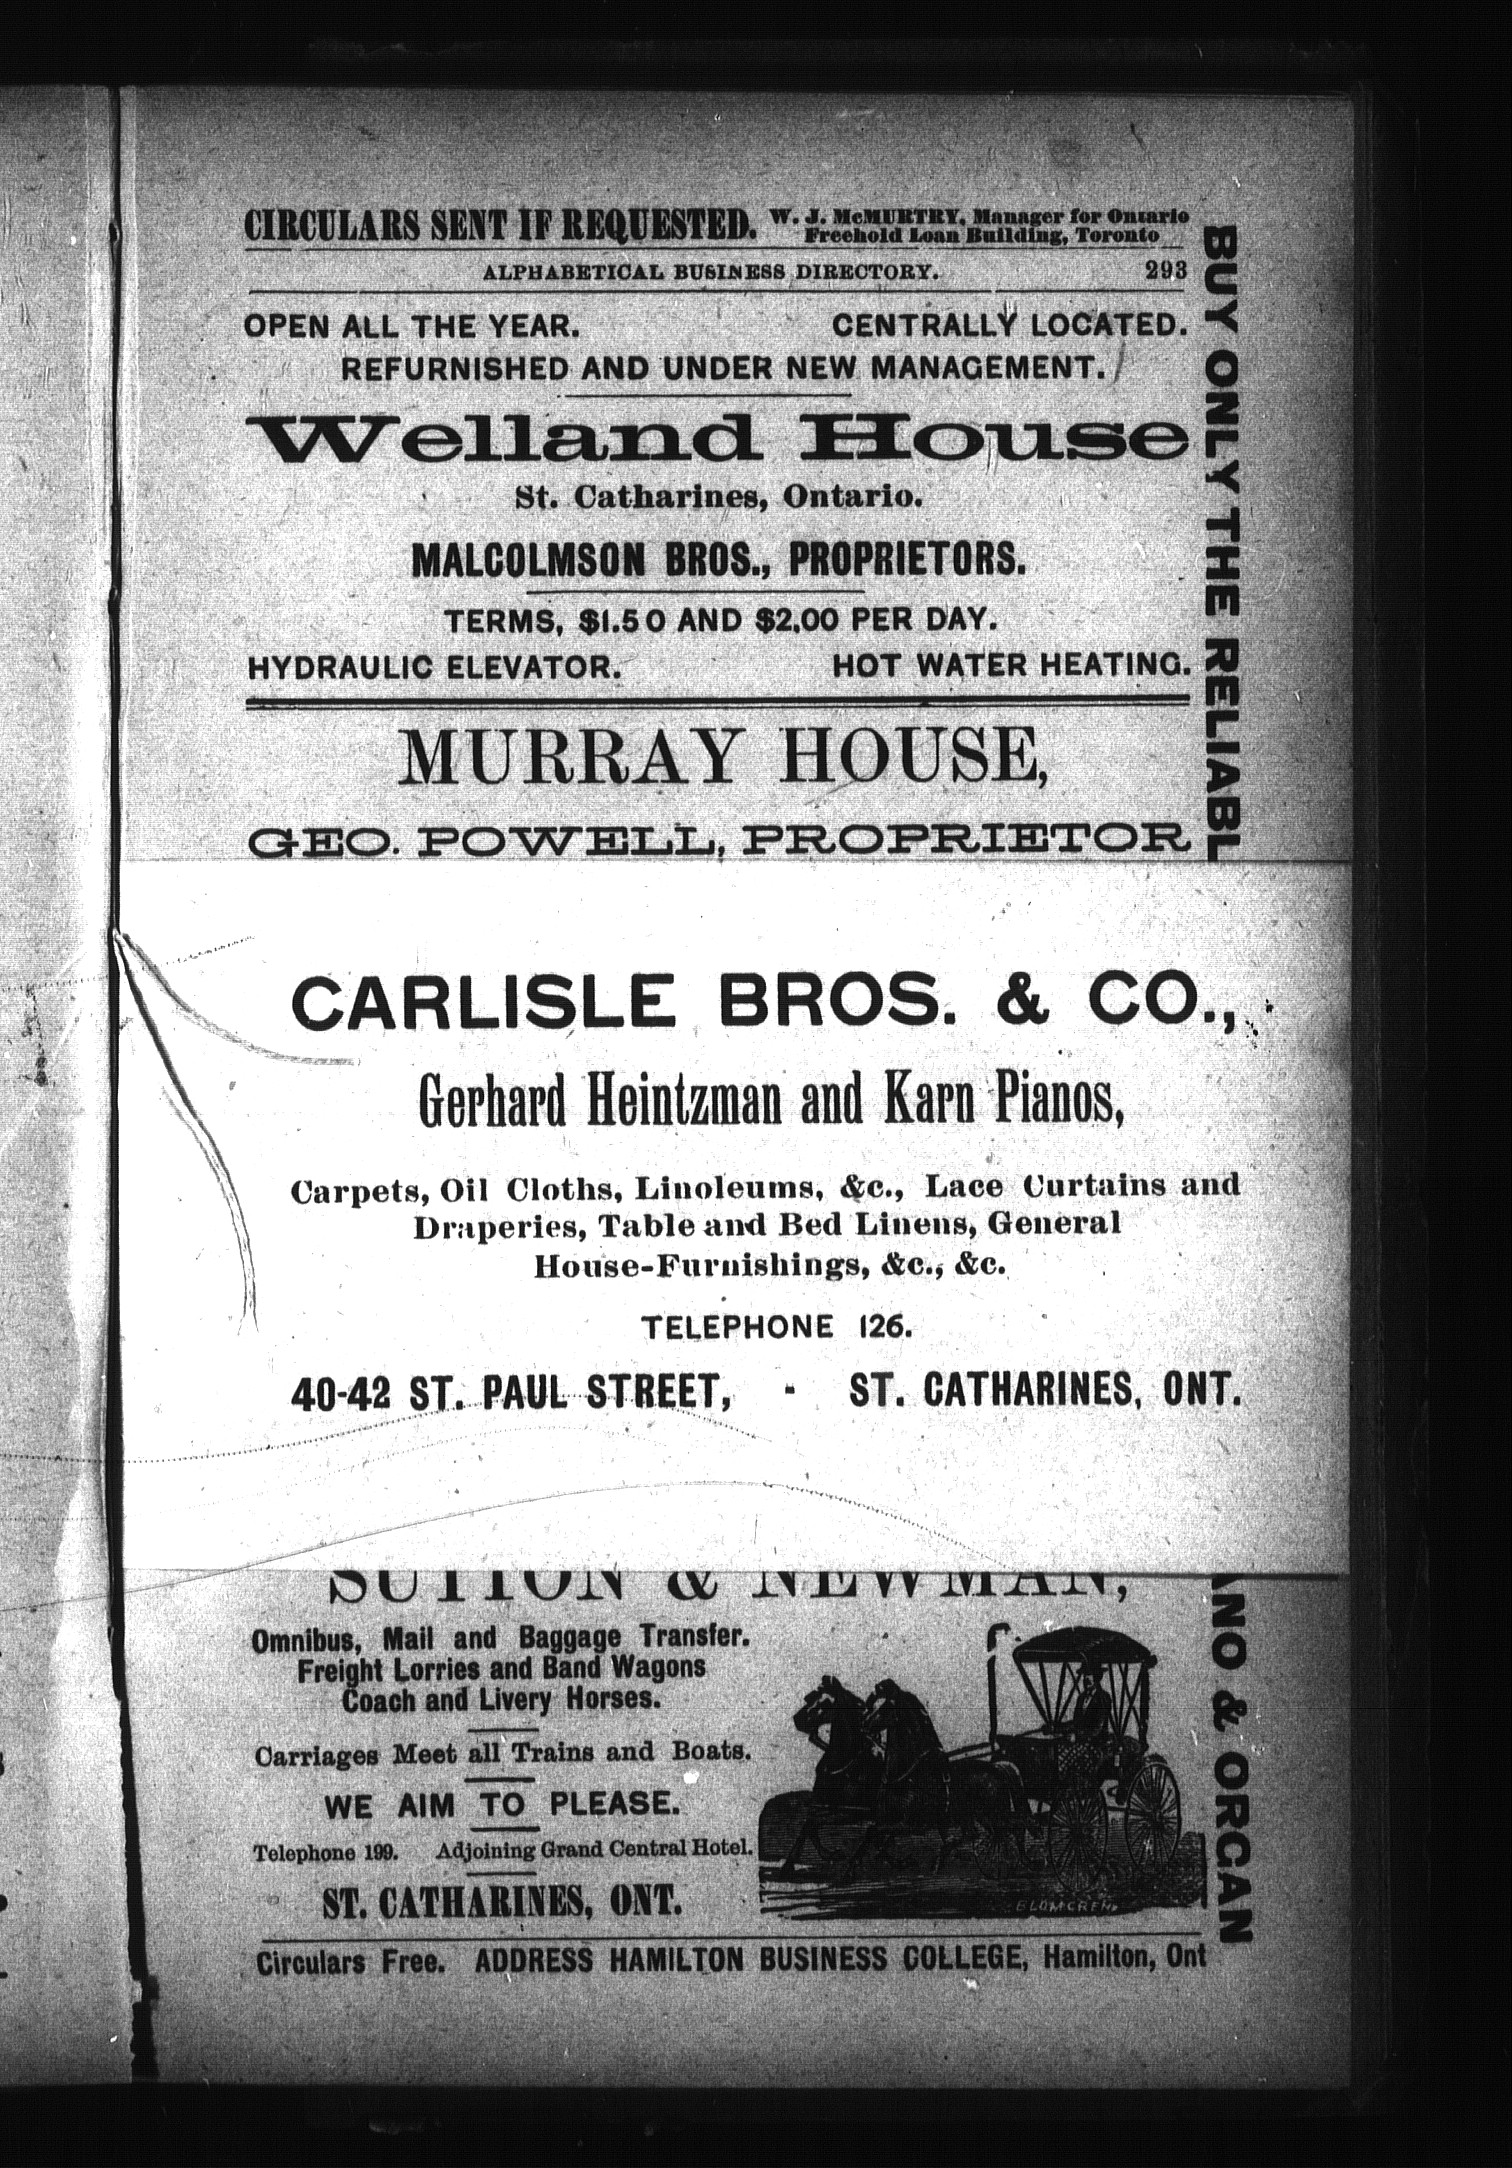 CIRCULARS SENT IF REQUESTED. W. J. McMURTRY, Manager for Ontario
Freehold Loan Building, Toronto
ALPHABETICAL BUSINESS DIRECTORY. 293
OPEN ALL THE YEAR. CENTRALLY LOCATED.
REFURNISHED AND UNDER NEW MANAGEMENT.
Welland House
St. Catharines, Ontario.
MALCOLMSON BROS., PROPRIETORS.
TERMS, $1.50 AND $2.00 PER DAY.
HYDRAULIC ELEVATOR. HOT WATER HEATING.
MURRAY HOUSE,
GEO. POWELL, PROPRIETOR
CARLISLE BROS. & CO.,
Gerhard Heintzman and Karn Pianos,
Carpets, Oil Cloths, Linoleums, &c., Lace Curtains and
Draperies, Table and Bed Linens, General
House-Furnishings, &c., &c.
TELEPHONE 126.
40-42 ST. PAUL STREET, - ST. CATHARINES, ONT.
SUTTON & NEWMAN,
Omnibus, Mail and Baggage Transfer.
Freight Lorries and Band Wagons
Coach and Livery Horses.
Carriages Meet all Trains and Boats.
WE AIM TO PLEASE.
Telephone 199. Adjoining Grand Central Hotel.
ST. CATHARINES, ONT.
BLOMGREN
Circulars Free. ADDRESS HAMILTON BUSINESS COLLEGE, Hamilton, Ont
BUY ONLY THE RELIABL
ANO & ORGAN